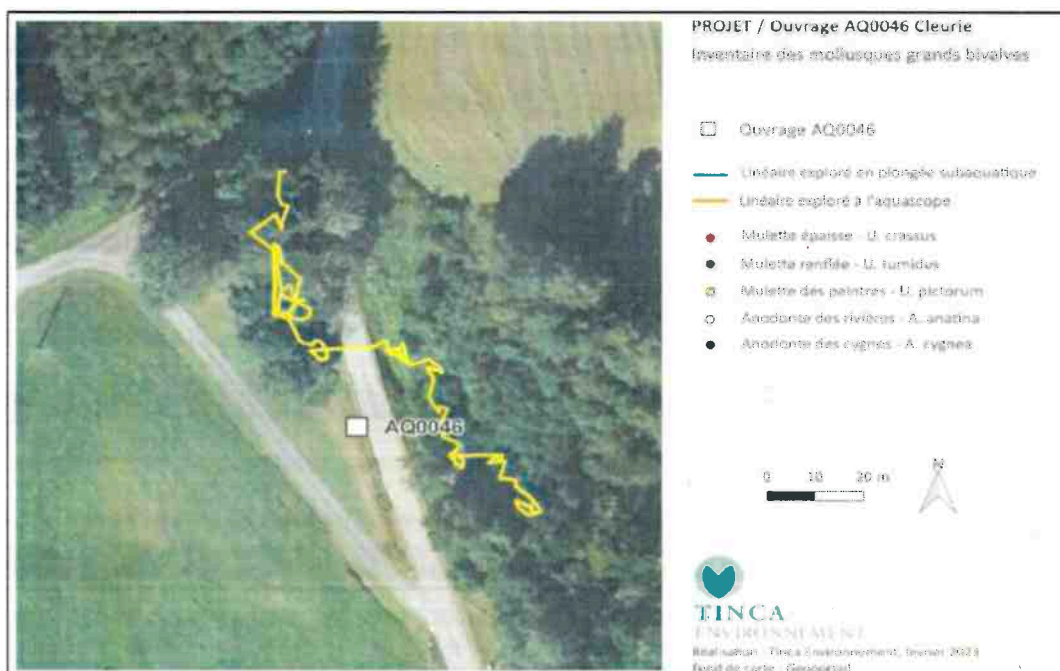 PROJET / Ouvrage AQ0046 Cleurie
Inventaire des mollusques grands bivalves
Ouvrage AQ0046
Linéaire exploré en plongée subaquatique
Linéaire exploré à l'aquascope
Mulette épaisse - U. crassus
Mulette renflée - U. tumidus
Mulette des peintres - U. pictorum
Anodonte des rivières - A. anatina
Anodonte des cygnes - A. cygnea
AQ0046
0 10 20 m
N
TINCA
ENVIRONNEMENT
Réalisation : Tinca Environnement, février 2023
Fond de carte : Géoportail